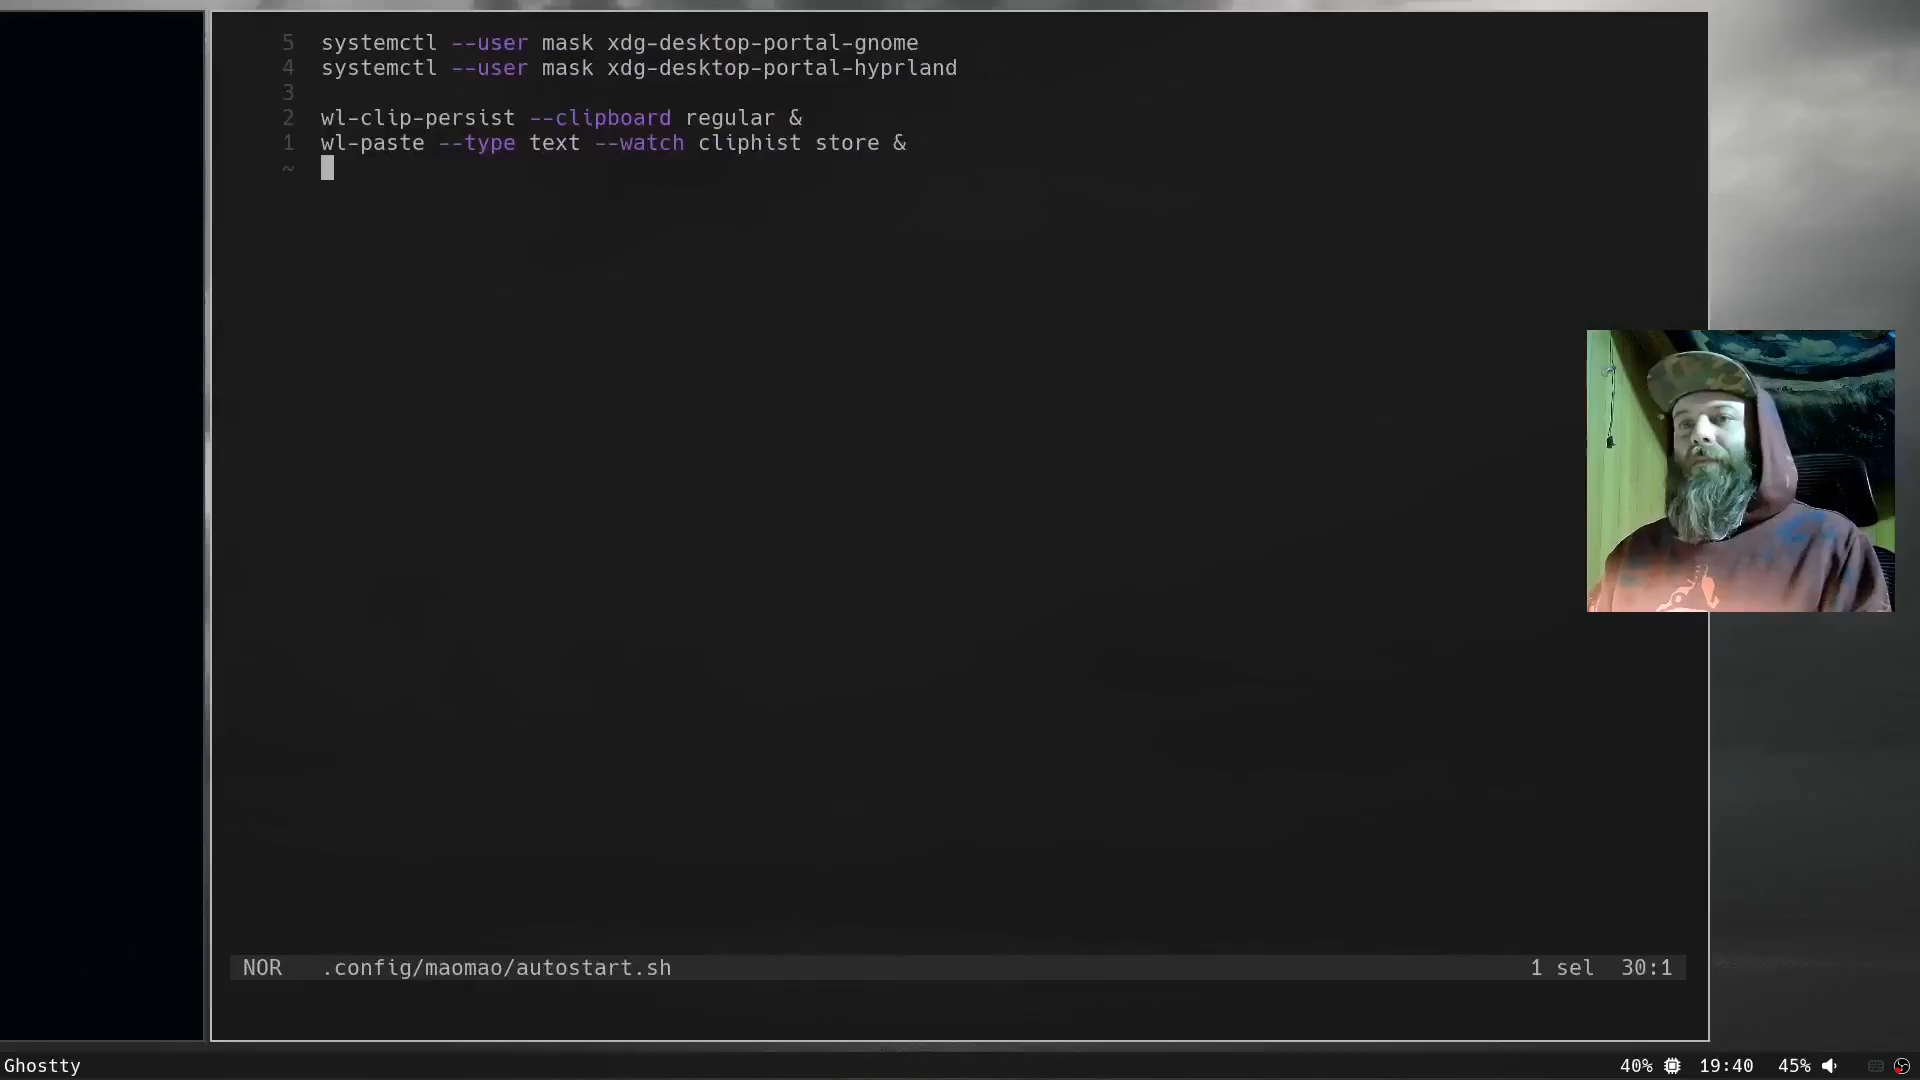 5 systemctl --user mask xdg-desktop-portal-gnome
4 systemctl --user mask xdg-desktop-portal-hyprland
3
2 wl-clip-persist --clipboard regular &
1 wl-paste --type text --watch cliphist store &
~
NOR .config/maomao/autostart.sh 1 sel 30:1
Ghostty 40% 19:40 45%